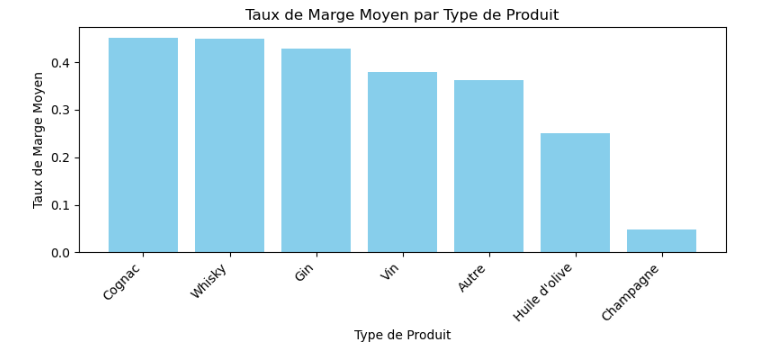 Taux de Marge Moyen par Type de Produit
Taux de Marge Moyen
0.4
0.3
0.2
0.1
0.0
Cognac
Whisky
Gin
Vin
Autre
Huile d'olive
Champagne
Type de Produit